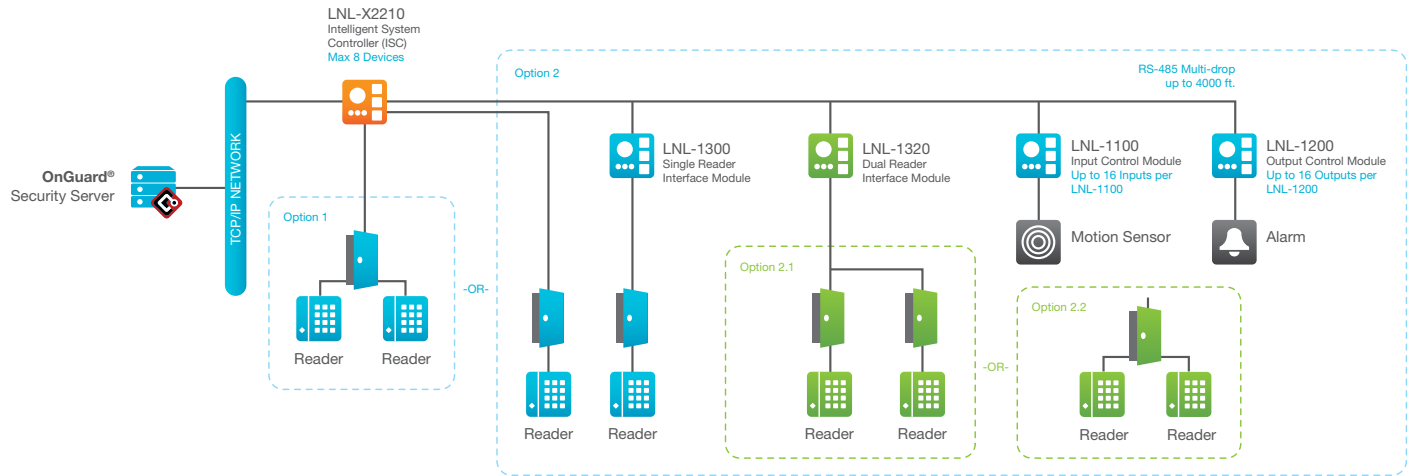 LNL-X2210
Intelligent System
Controller (ISC)
Max 8 Devices
OnGuard®
Security Server
TCP/IP NETWORK
Option 1
Reader
Reader
-OR-
Option 2
RS-485 Multi-drop
up to 4000 ft.
LNL-1300
Single Reader
Interface Module
LNL-1320
Dual Reader
Interface Module
LNL-1100
Input Control Module
Up to 16 Inputs per
LNL-1100
LNL-1200
Output Control Module
Up to 16 Outputs per
LNL-1200
Motion Sensor
Alarm
Reader
Reader
Option 2.1
Reader
Reader
-OR-
Option 2.2
Reader
Reader